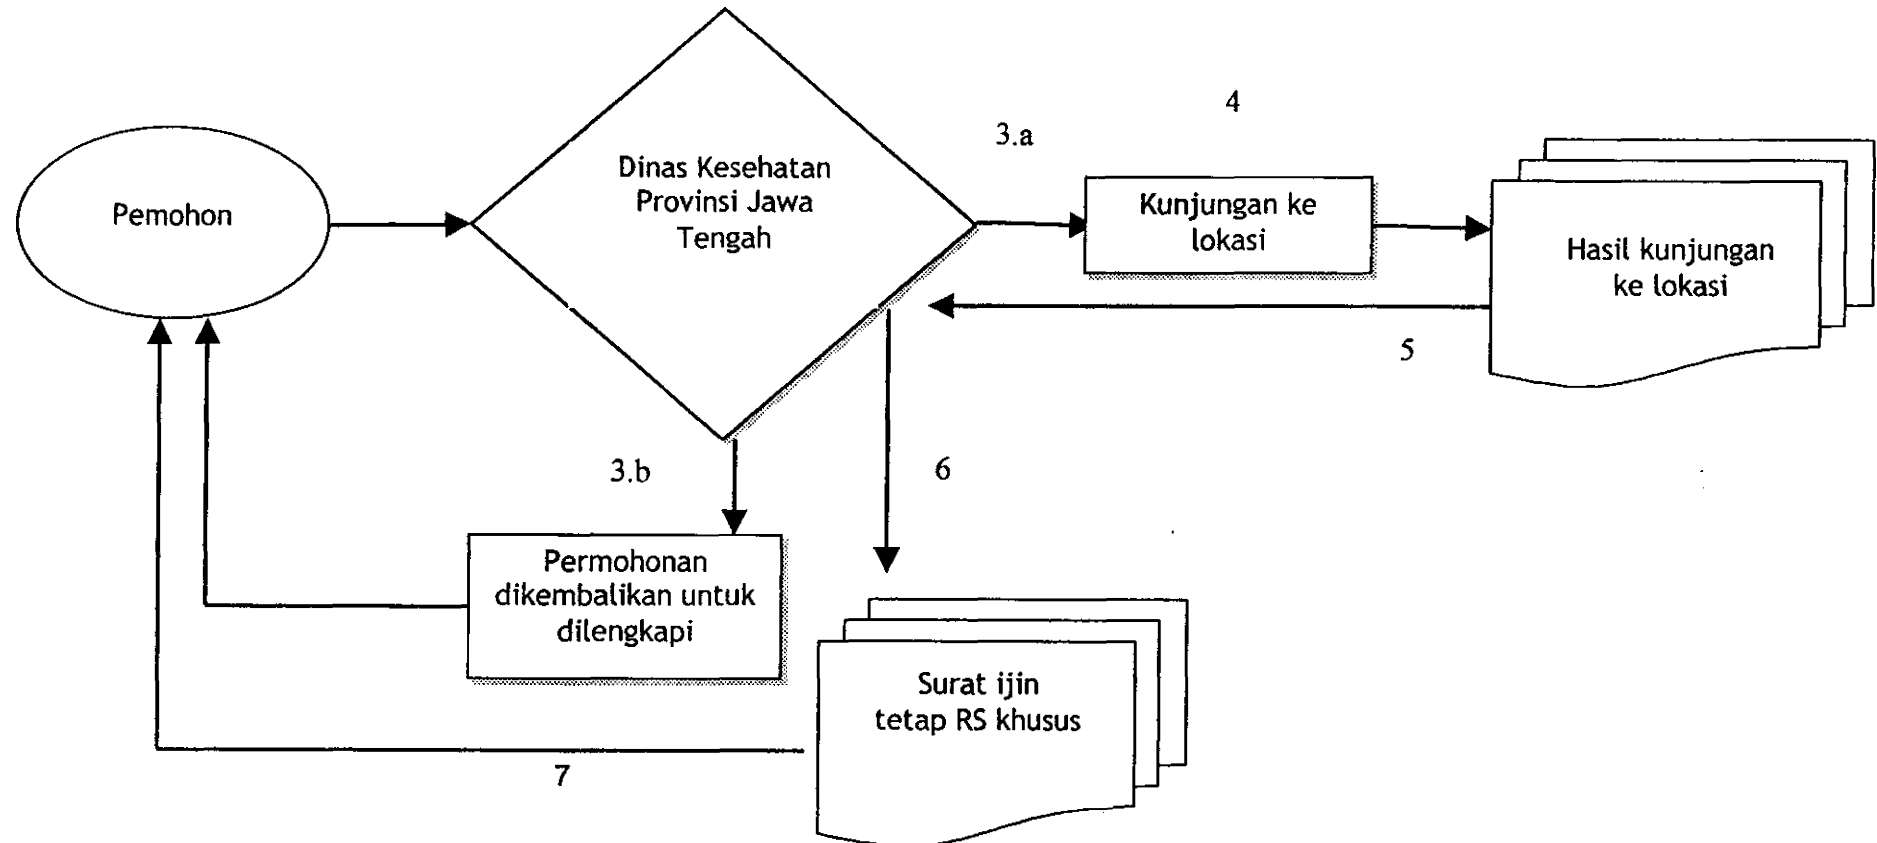 4
3.a
Dinas Kesehatan
Provinsi Jawa
Tengah
Pemohon
Kunjungan ke
lokasi
Hasil kunjungan
ke lokasi
5
3.b
6
Permohonan
dikembalikan untuk
dilengkapi
Surat ijin
tetap RS khusus
7